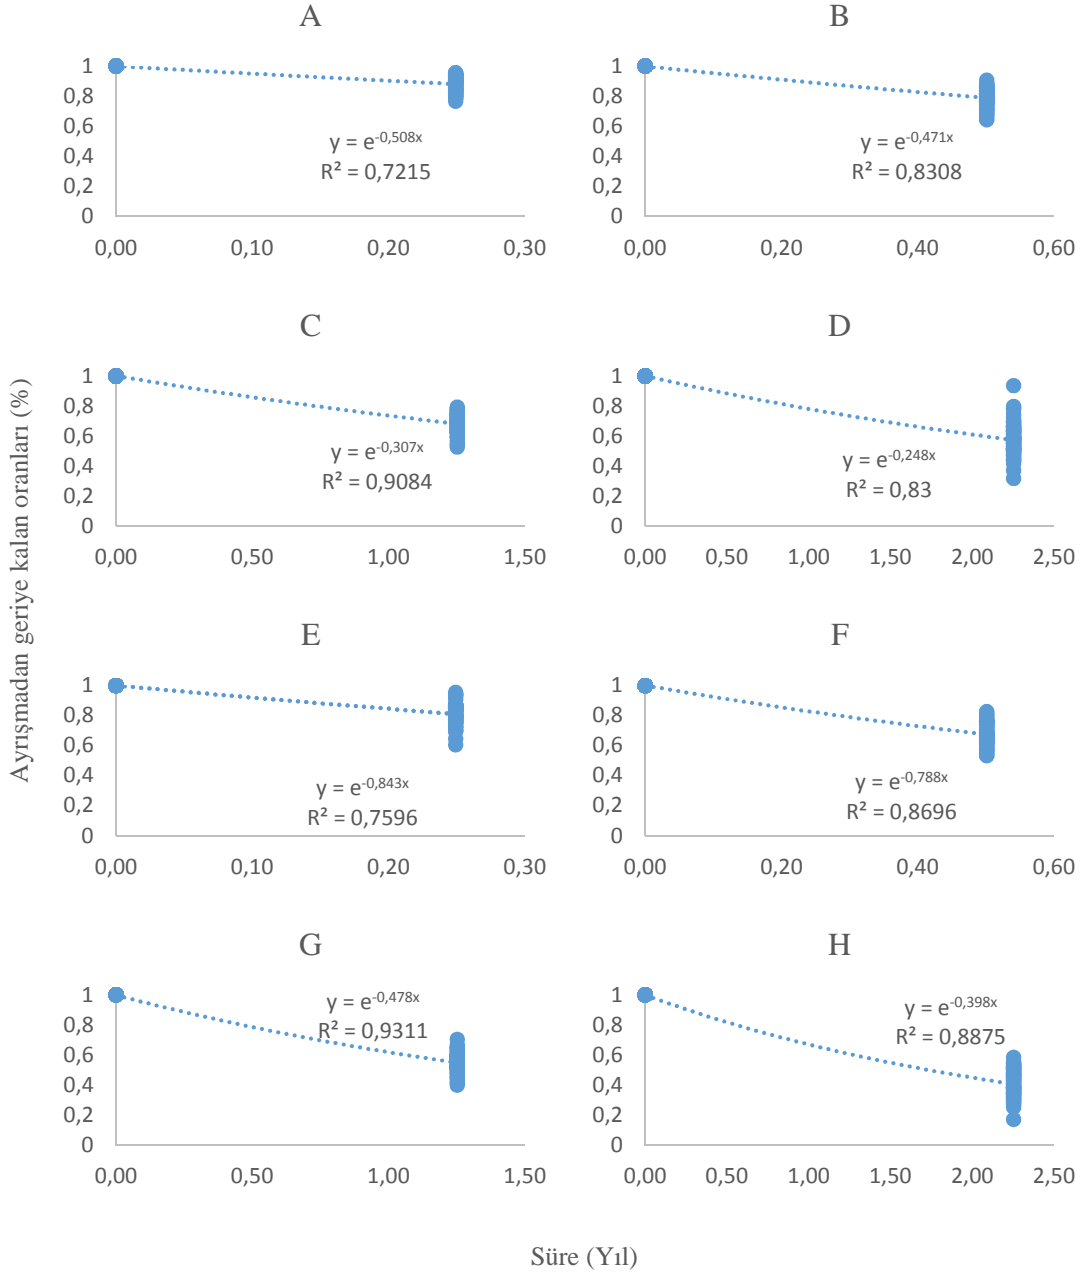 A
1
0,8
0,6
0,4
0,2
0
y = e^-0,508x
R² = 0,7215
0,00 0,10 0,20 0,30
B
1
0,8
0,6
0,4
0,2
0
y = e^-0,471x
R² = 0,8308
0,00 0,20 0,40 0,60
Ayrışmadan geriye kalan oranları (%)
C
1
0,8
0,6
0,4
0,2
0
y = e^-0,307x
R² = 0,9084
0,00 0,50 1,00 1,50
D
1
0,8
0,6
0,4
0,2
0
y = e^-0,248x
R² = 0,83
0,00 0,50 1,00 1,50 2,00 2,50
E
1
0,8
0,6
0,4
0,2
0
y = e^-0,843x
R² = 0,7596
0,00 0,10 0,20 0,30
F
1
0,8
0,6
0,4
0,2
0
y = e^-0,788x
R² = 0,8696
0,00 0,20 0,40 0,60
G
1
0,8
0,6
0,4
0,2
0
y = e^-0,478x
R² = 0,9311
0,00 0,50 1,00 1,50
H
1
0,8
0,6
0,4
0,2
0
y = e^-0,398x
R² = 0,8875
0,00 0,50 1,00 1,50 2,00 2,50
Süre (Yıl)